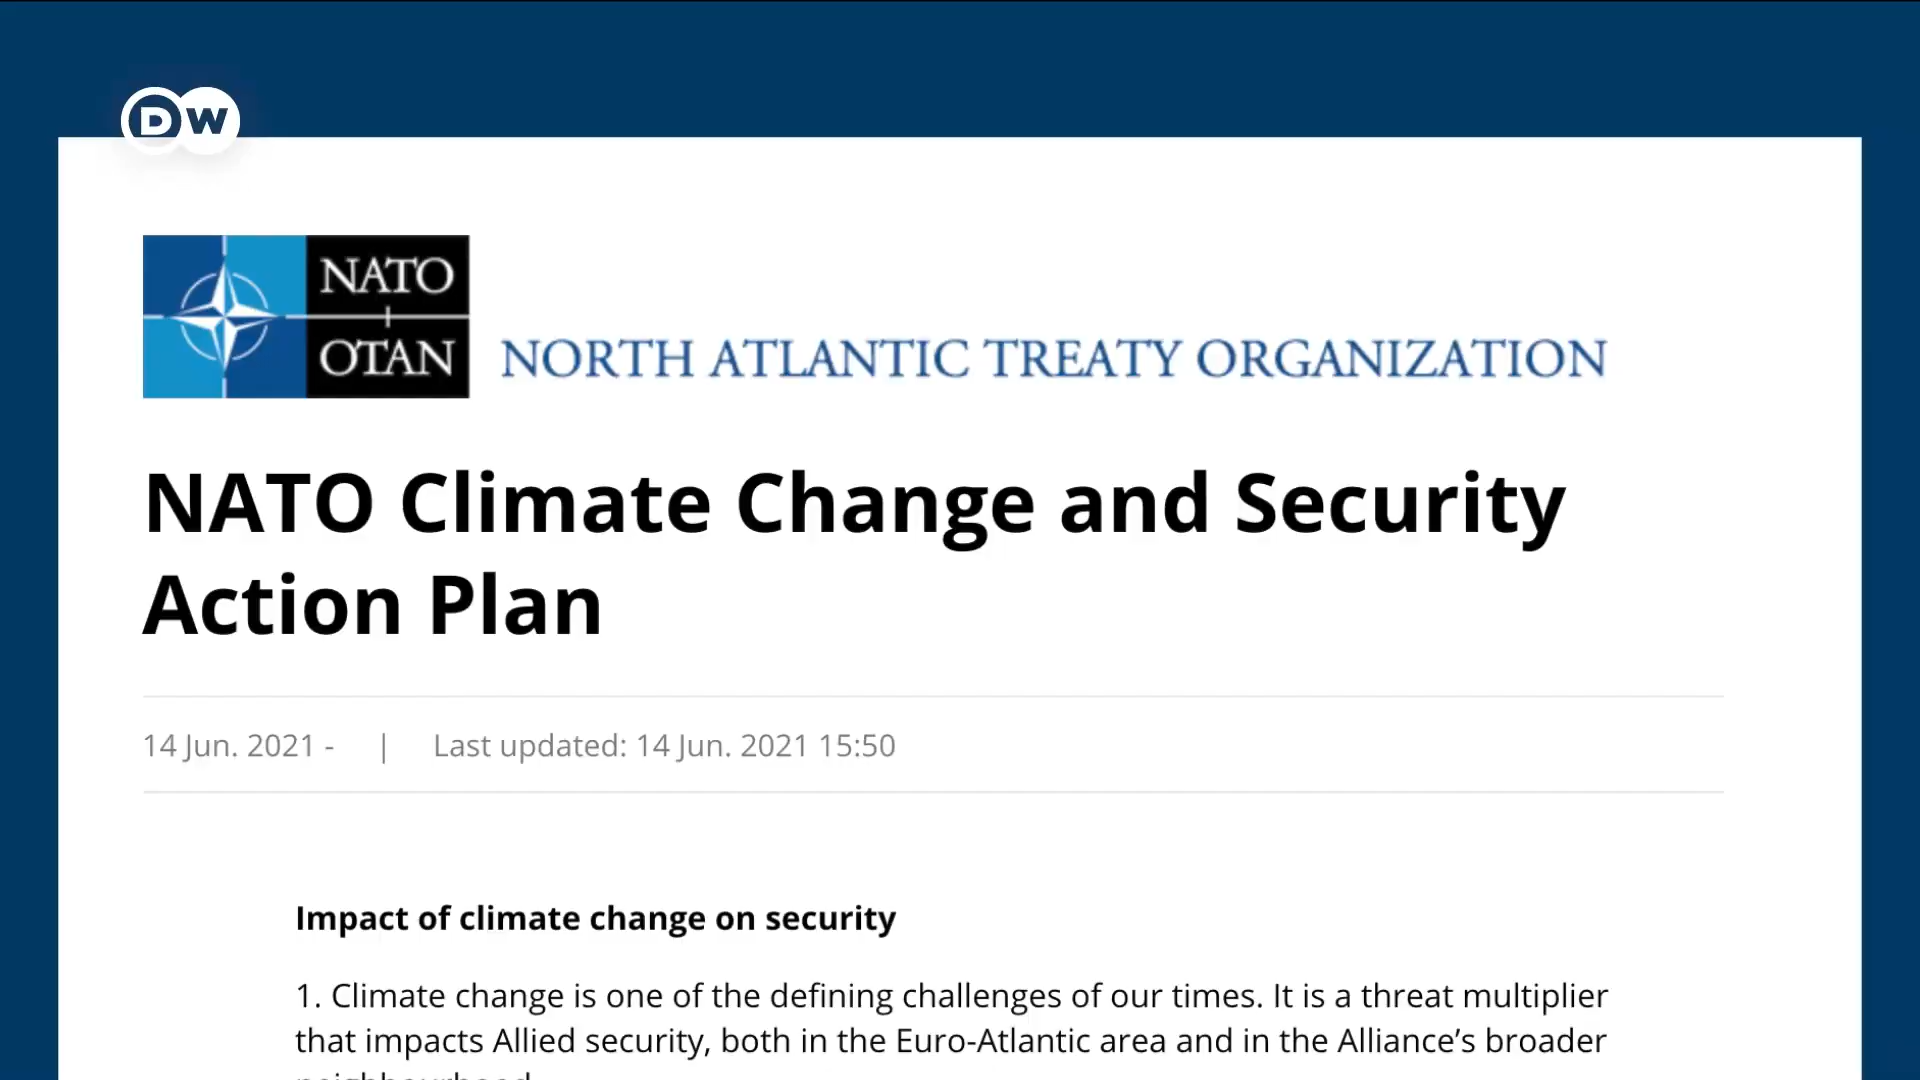 DW
NATO
OTAN
NORTH ATLANTIC TREATY ORGANIZATION
NATO Climate Change and Security
Action Plan
14 Jun. 2021 - | Last updated: 14 Jun. 2021 15:50
Impact of climate change on security
1. Climate change is one of the defining challenges of our times. It is a threat multiplier
that impacts Allied security, both in the Euro-Atlantic area and in the Alliance’s broader